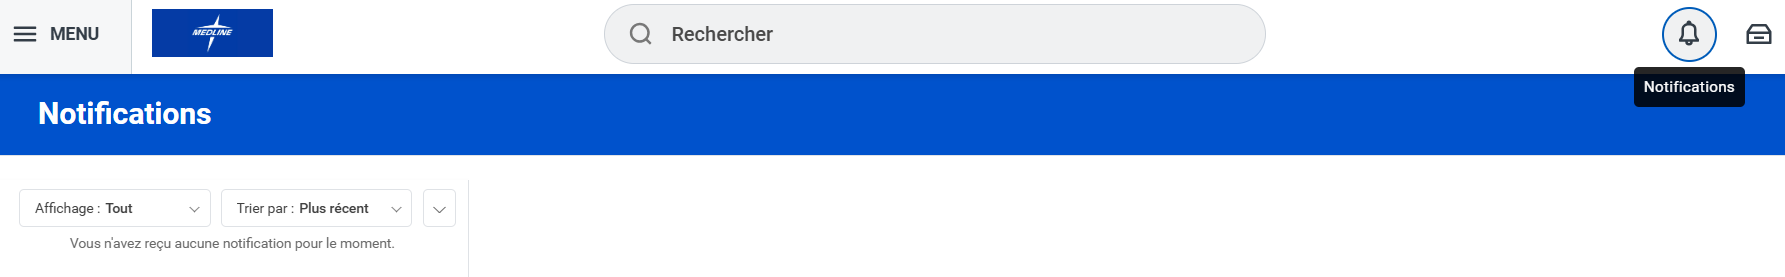 MENU
MEDLINE
Rechercher
Notifications
Notifications
Affichage : Tout
Trier par : Plus récent
Vous n'avez reçu aucune notification pour le moment.